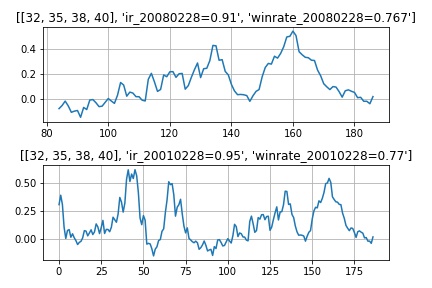 [[32, 35, 38, 40], 'ir_20080228=0.91', 'winrate_20080228=0.767']
0.4
0.2
0.0
80 100 120 140 160 180
[[32, 35, 38, 40], 'ir_20010228=0.95', 'winrate_20010228=0.77']
0.50
0.25
0.00
0 25 50 75 100 125 150 175